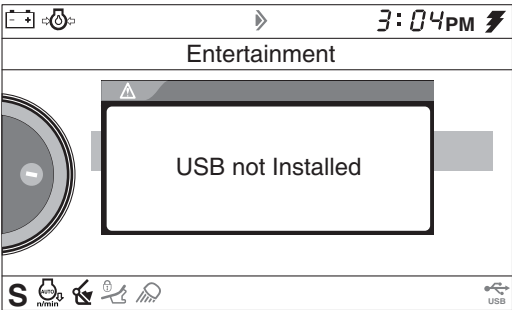 3:04PM
Entertainment
USB not Installed
S
AUTO
n/min
USB